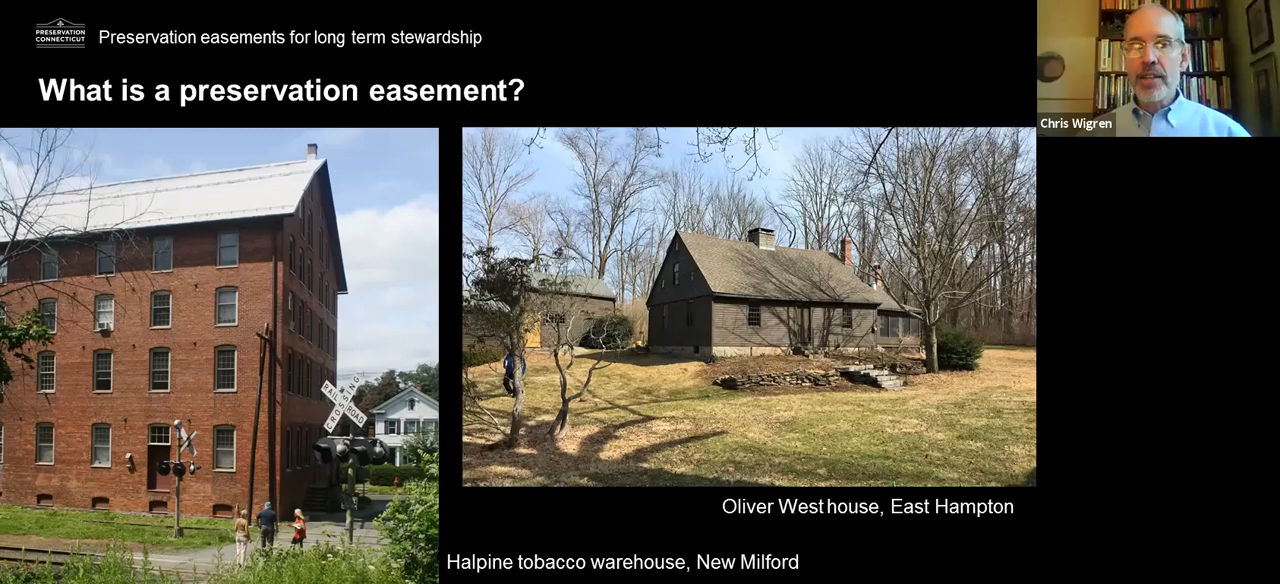 PRESERVATION
CONNECTICUT
Preservation easements for long term stewardship
What is a preservation easement?
Chris Wigren
RAILROAD
CROSSING
Oliver West house, East Hampton
Halpine tobacco warehouse, New Milford